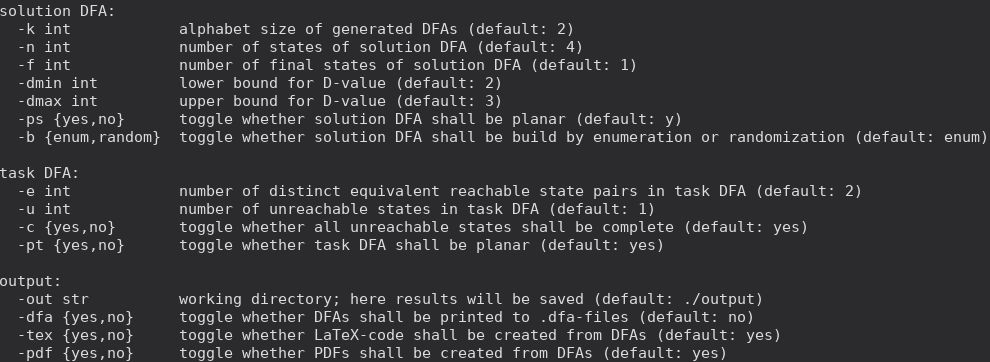 solution DFA:
  -k int            alphabet size of generated DFAs (default: 2)
  -n int            number of states of solution DFA (default: 4)
  -f int            number of final states of solution DFA (default: 1)
  -dmin int         lower bound for D-value (default: 2)
  -dmax int         upper bound for D-value (default: 3)
  -ps {yes,no}      toggle whether solution DFA shall be planar (default: y)
  -b {enum,random}  toggle whether solution DFA shall be build by enumeration or randomization (default: enum)

task DFA:
  -e int            number of distinct equivalent reachable state pairs in task DFA (default: 2)
  -u int            number of unreachable states in task DFA (default: 1)
  -c {yes,no}       toggle whether all unreachable states shall be complete (default: yes)
  -pt {yes,no}      toggle whether task DFA shall be planar (default: yes)

output:
  -out str          working directory; here results will be saved (default: ./output)
  -dfa {yes,no}     toggle whether DFAs shall be printed to .dfa-files (default: no)
  -tex {yes,no}     toggle whether LaTeX-code shall be created from DFAs (default: yes)
  -pdf {yes,no}     toggle whether PDFs shall be created from DFAs (default: yes)